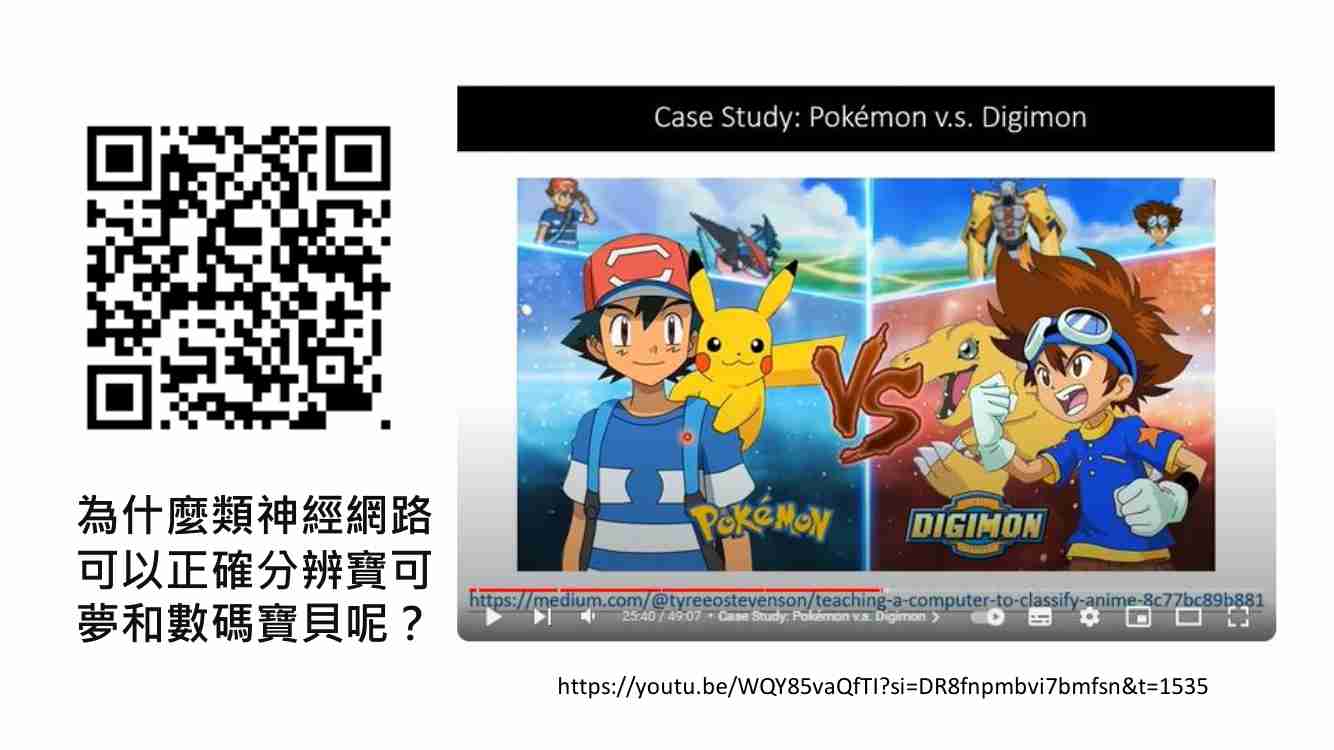 Case Study: Pokémon v.s. Digimon
VS
POKÉMON
DIGIMON
https://medium.com/@tyreeostevenson/teaching-a-computer-to-classify-anime-8c77bc89b881
25:40 / 49:07 • Case Study: Pokémon v.s. Digimon
為什麼類神經網路
可以正確分辨寶可
夢和數碼寶貝呢？
https://youtu.be/WQY85vaQfTI?si=DR8fnpmbvi7bmfsn&t=1535